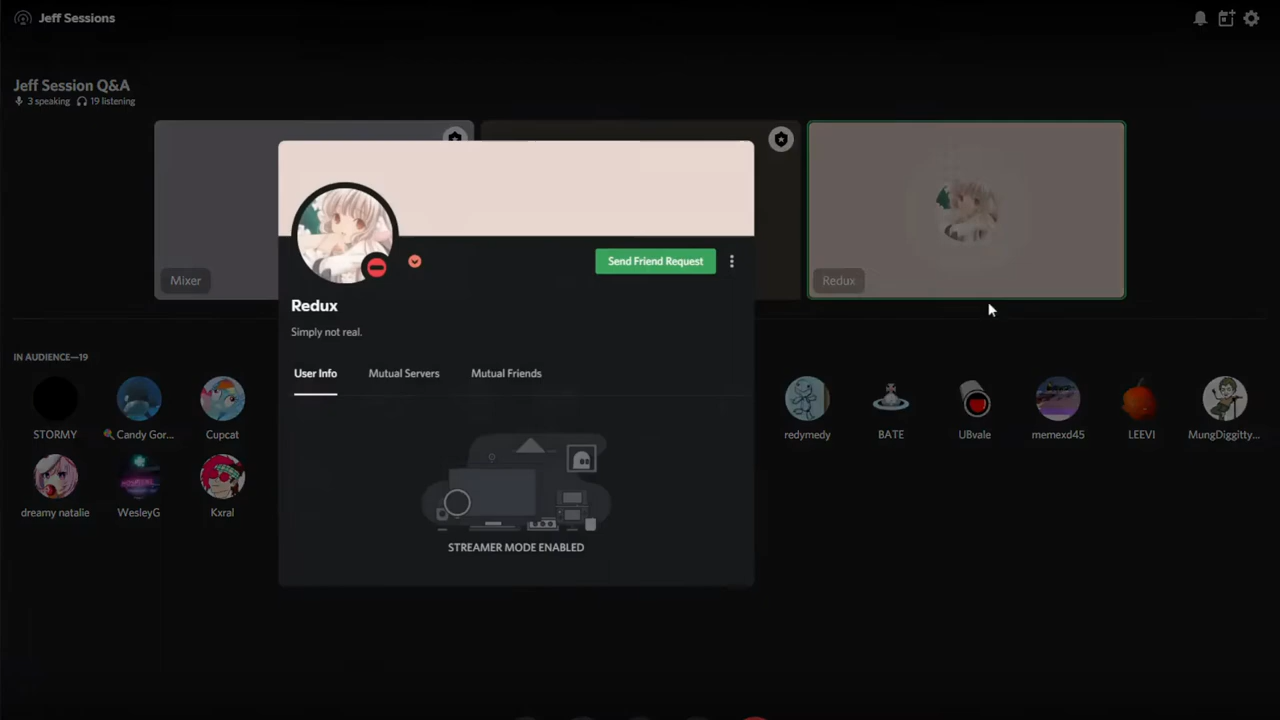 Jeff Sessions
Jeff Session Q&A
3 speaking 19 listening
Mixer
Redux
Send Friend Request
Redux
Simply not real.
User Info Mutual Servers Mutual Friends
STREAMER MODE ENABLED
IN AUDIENCE—19
STORMY Candy Gor... Cupcat redymedy BATE UBvale memexd45 LEEVI MungDiggitty...
dreamy natalie WesleyG Kxral